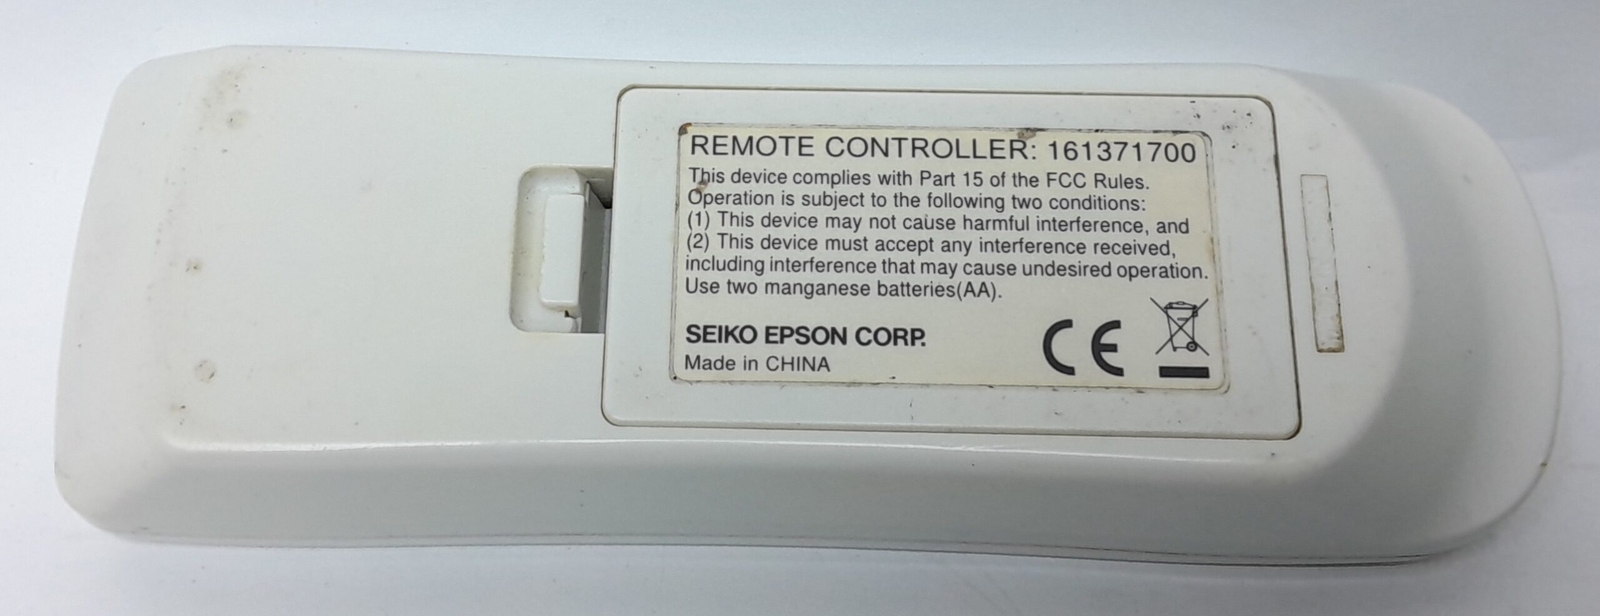 REMOTE CONTROLLER: 161371700
This device complies with Part 15 of the FCC Rules.
Operation is subject to the following two conditions:
(1) This device may not cause harmful interference, and
(2) This device must accept any interference received,
including interference that may cause undesired operation.
Use two manganese batteries(AA).
SEIKO EPSON CORP.
Made in CHINA
CE